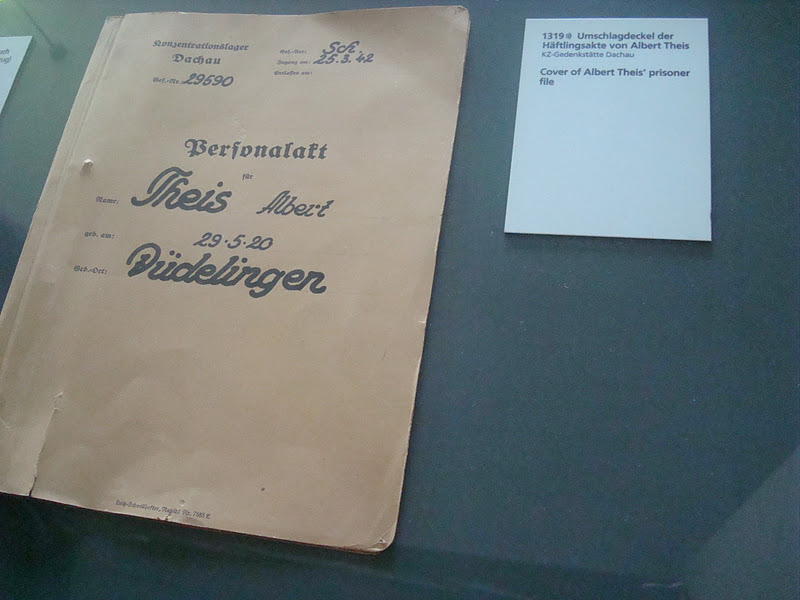 Konzentrationslager
Dachau
Gef.-Nr. 29690
Gef.-Art: Sch.
Zugang am: 25.3.42
Entlassen am:
Personalakt
für
Name: Theis Albert
geb. am: 29·5·20
Geb.-Ort: Düdelingen
1319 Umschlagdeckel der
Häftlingsakte von Albert Theis
KZ-Gedenkstätte Dachau
Cover of Albert Theis' prisoner
file